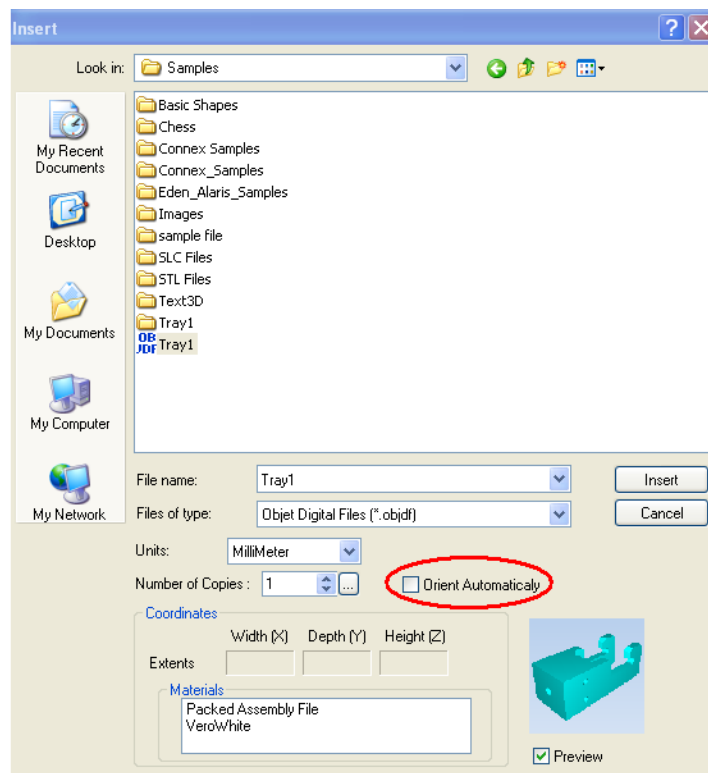 Insert
Look in: Samples
My Recent Documents
Desktop
My Documents
My Computer
My Network
Basic Shapes
Chess
Connex Samples
Connex_Samples
Eden_Alaris_Samples
Images
sample file
SLC Files
STL Files
Text3D
Tray1
OB JDF Tray1
File name: Tray1 Insert
Files of type: Objet Digital Files (*.objdf) Cancel
Units: MilliMeter
Number of Copies : 1 ... Orient Automaticaly
Coordinates
Width (X) Depth (Y) Height (Z)
Extents
Materials
Packed Assembly File
VeroWhite
Preview